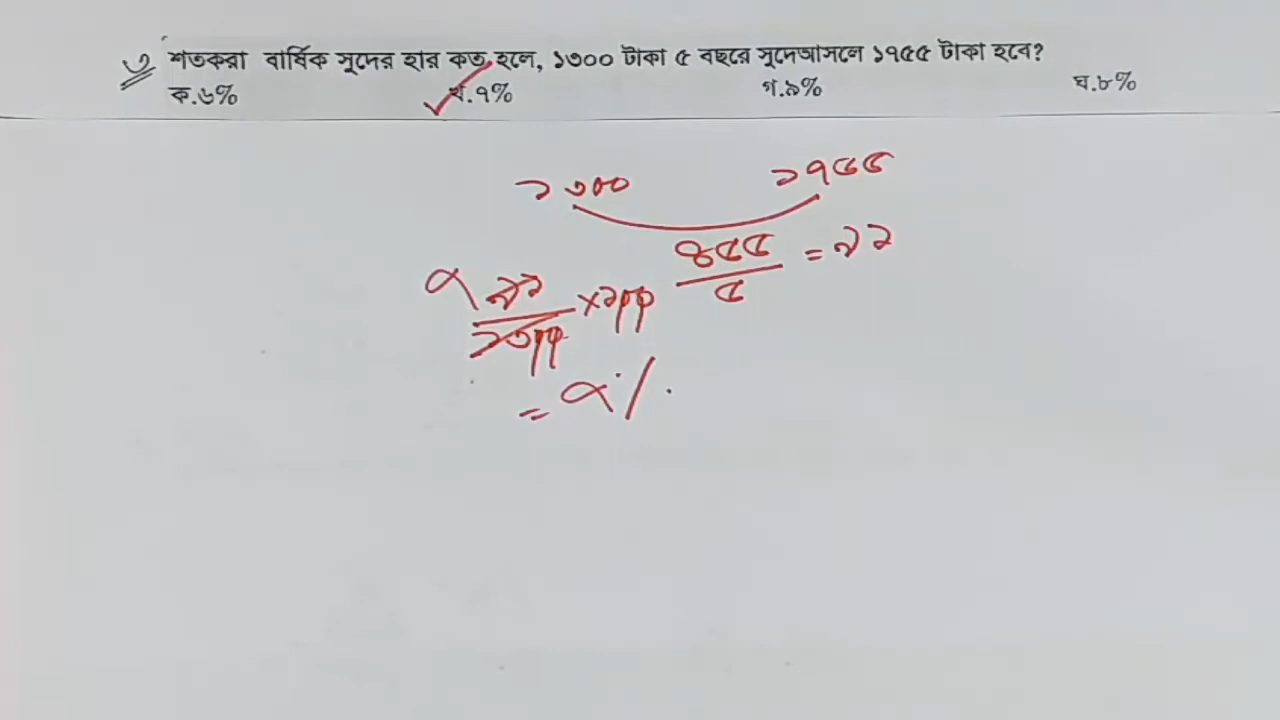 ৩ শতকরা বার্ষিক সুদের হার কত হলে, ১৩০০ টাকা ৫ বছরে সুদেআসলে ১৭৫৫ টাকা হবে?
ক.৬% খ.৭% গ.৯% ঘ.৮%
১৩০০ ১৭৫৫
৪৫৫/৫ = ৯১
৭ ৯১/১৩০০ × ১০০
= ৭%